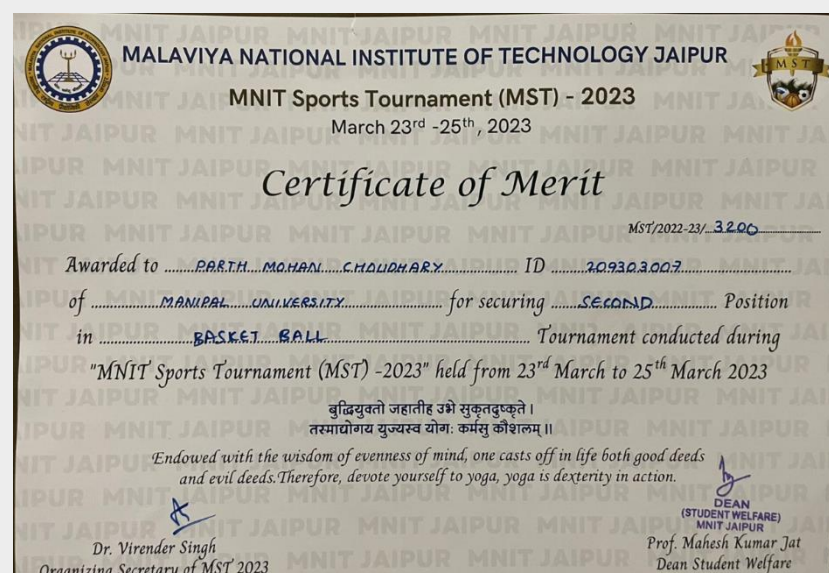 MALAVIYA NATIONAL INSTITUTE OF TECHNOLOGY JAIPUR
MNIT Sports Tournament (MST) - 2023
March 23rd -25th, 2023
MST
Certificate of Merit
MST/2022-23/ 3200
Awarded to PARTH MOHAN CHOUDHARY ID 209303007
of MANIPAL UNIVERSITY for securing SECOND Position
in BASKET BALL Tournament conducted during
"MNIT Sports Tournament (MST) -2023" held from 23rd March to 25th March 2023
बुद्धियुक्तो जहातीह उभे सुकृतदुष्कृते।
तस्माद्योगाय युज्यस्व योगः कर्मसु कौशलम्॥
Endowed with the wisdom of evenness of mind, one casts off in life both good deeds
and evil deeds.Therefore, devote yourself to yoga, yoga is dexterity in action.
Dr. Virender Singh
Organizing Secretary of MST 2023
DEAN
(STUDENT WELFARE)
MNIT JAIPUR
Prof. Mahesh Kumar Jat
Dean Student Welfare
MNIT JAIPUR